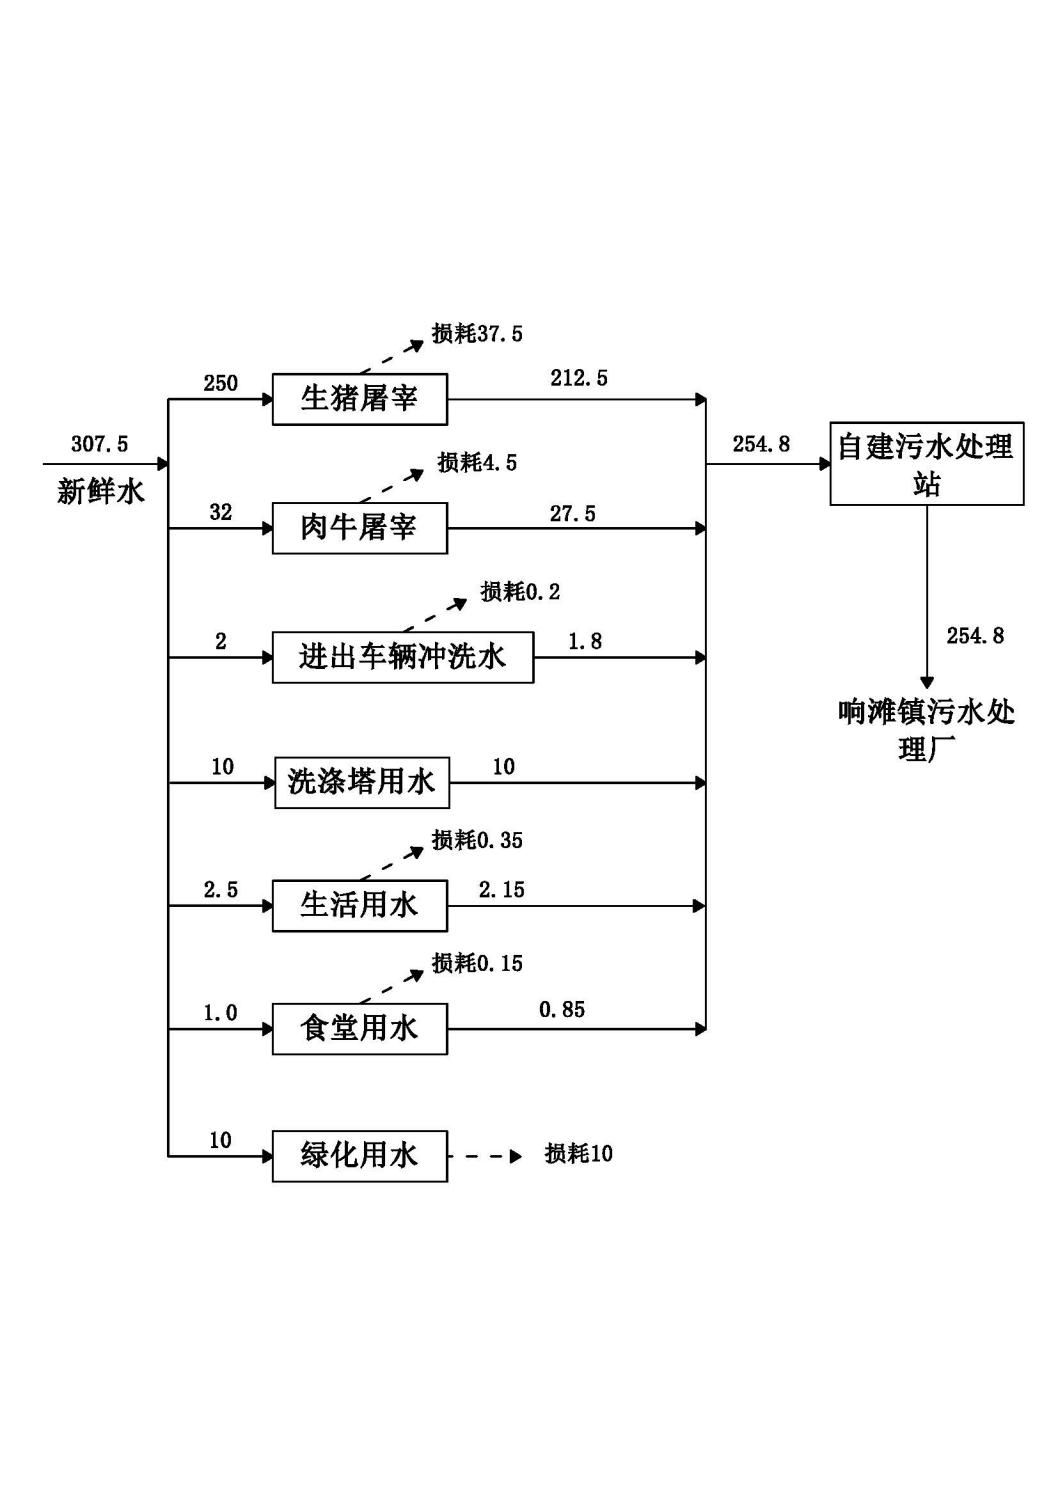 损耗37.5
250
生猪屠宰
212.5
307.5
新鲜水
254.8
自建污水处理
站
损耗4.5
32
肉牛屠宰
27.5
损耗0.2
2
进出车辆冲洗水
1.8
254.8
响滩镇污水处
理厂
10
洗涤塔用水
10
损耗0.35
2.5
生活用水
2.15
损耗0.15
1.0
食堂用水
0.85
10
绿化用水
损耗10